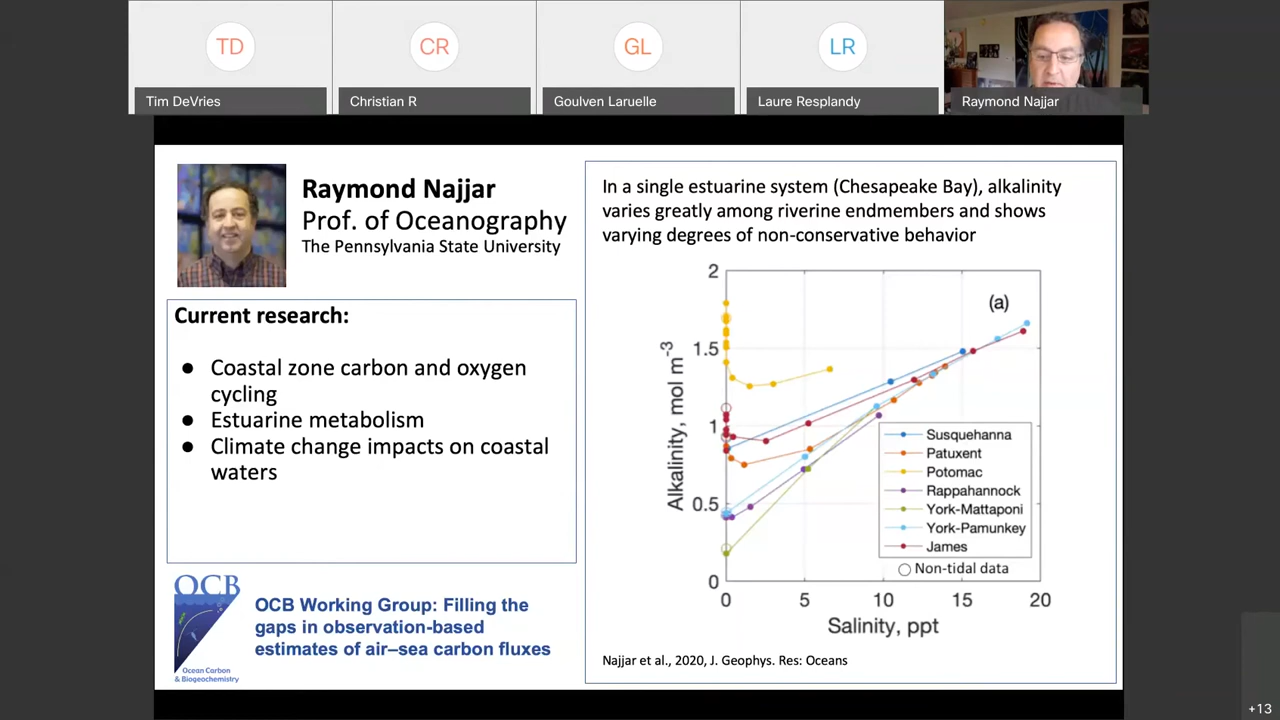 TD
CR
GL
LR
Tim DeVries
Christian R
Goulven Laruelle
Laure Resplandy
Raymond Najjar
Raymond Najjar
Prof. of Oceanography
The Pennsylvania State University
Current research:
● Coastal zone carbon and oxygen
cycling
● Estuarine metabolism
● Climate change impacts on coastal
waters
OCB
Ocean Carbon
& Biogeochemistry
OCB Working Group: Filling the
gaps in observation-based
estimates of air–sea carbon fluxes
In a single estuarine system (Chesapeake Bay), alkalinity
varies greatly among riverine endmembers and shows
varying degrees of non-conservative behavior
2
1.5
1
0.5
0
Alkalinity, mol m-3
(a)
Susquehanna
Patuxent
Potomac
Rappahannock
York-Mattaponi
York-Pamunkey
James
Non-tidal data
0 5 10 15 20
Salinity, ppt
Najjar et al., 2020, J. Geophys. Res: Oceans
+13